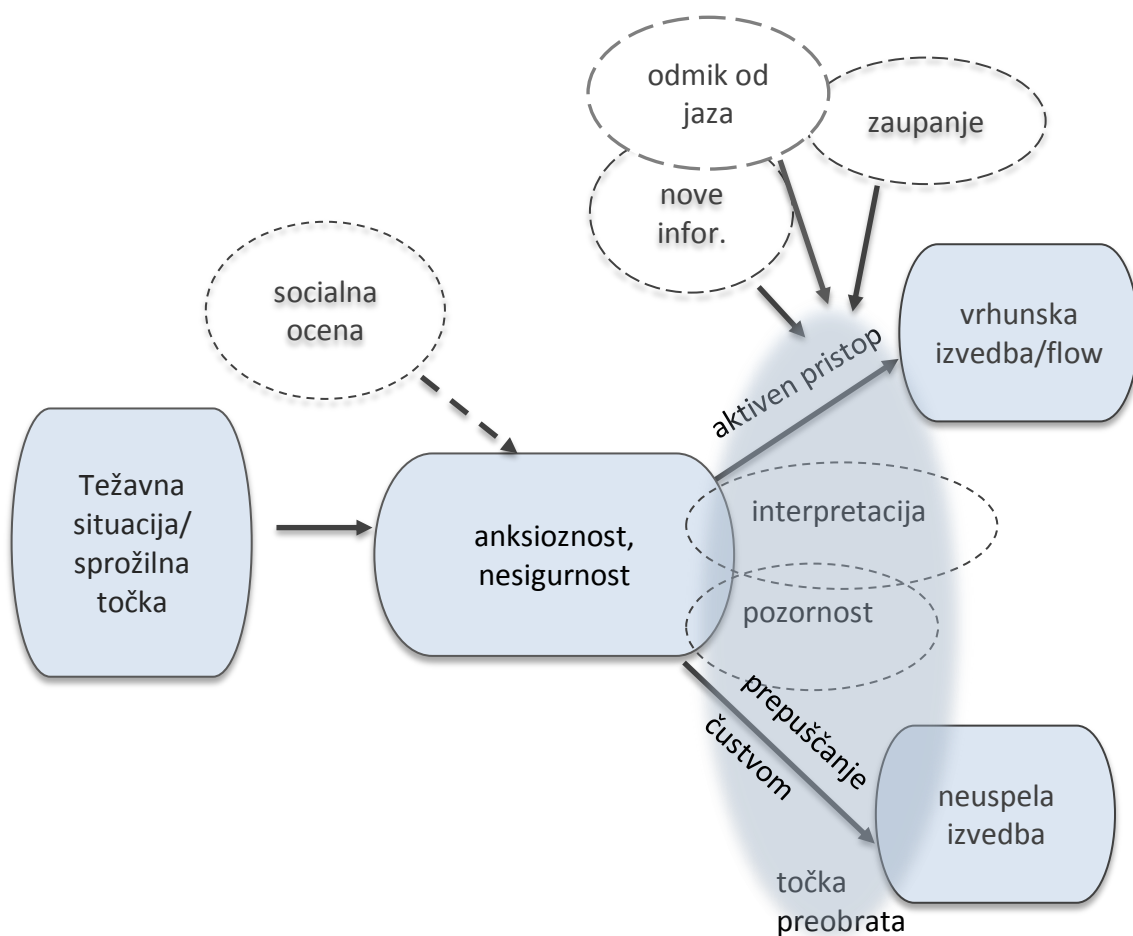 odmik od
jaza
zaupanje
nove
infor.
socialna
ocena
vrhunska
izvedba/flow
aktiven pristop
Težavna
situacija/
sprožilna
točka
anksioznost,
nesigurnost
interpretacija
pozornost
prepuščanje
čustvom
neuspela
izvedba
točka
preobrata